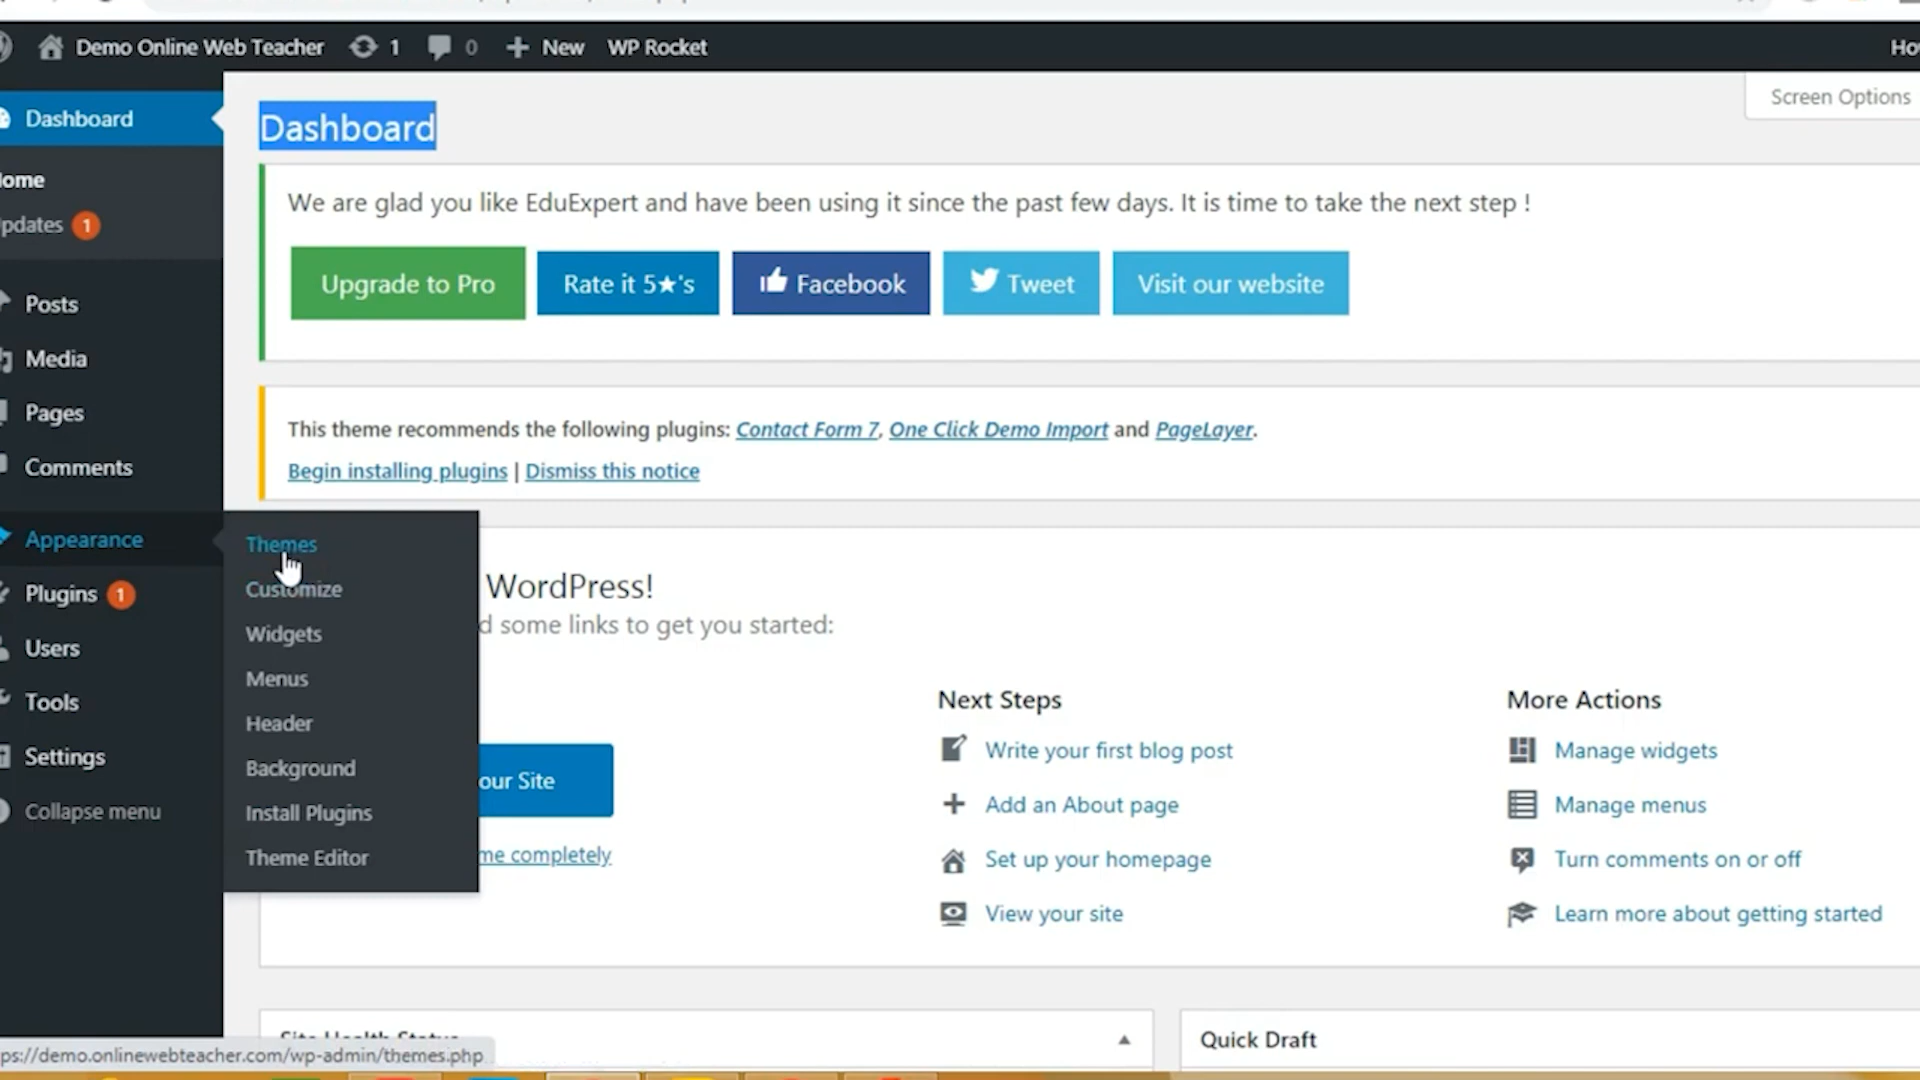 Demo Online Web Teacher 1 0 + New WP Rocket
Screen Options
Dashboard
Updates 1
Posts
Media
Pages
Comments
Appearance
Plugins 1
Users
Tools
Settings
Collapse menu
Themes
Customize
Widgets
Menus
Header
Background
Install Plugins
Theme Editor
Dashboard
We are glad you like EduExpert and have been using it since the past few days. It is time to take the next step !
Upgrade to Pro Rate it 5★'s Facebook Tweet Visit our website
This theme recommends the following plugins: Contact Form 7, One Click Demo Import and PageLayer.
Begin installing plugins | Dismiss this notice
WordPress!
some links to get you started:
our Site
completely
Next Steps
Write your first blog post
Add an About page
Set up your homepage
View your site
More Actions
Manage widgets
Manage menus
Turn comments on or off
Learn more about getting started
Site Health Status
Quick Draft
ps://demo.onlinewebteacher.com/wp-admin/themes.php